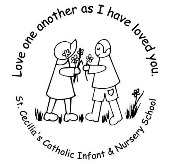 Love one another as I have loved you.
St. Cecilia's Catholic Infant & Nursery School